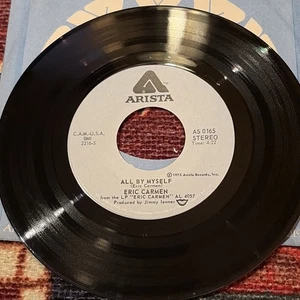 ARISTA
C.A.M.-U.S.A.
BMI
2216-S
AS 0165
STEREO
Time: 4:22
Ⓟ 1975 Arista Records, Inc.
ALL BY MYSELF
(Eric Carmen)
ERIC CARMEN
from the LP "ERIC CARMEN" AL 4057
Produced by Jimmy Ienner